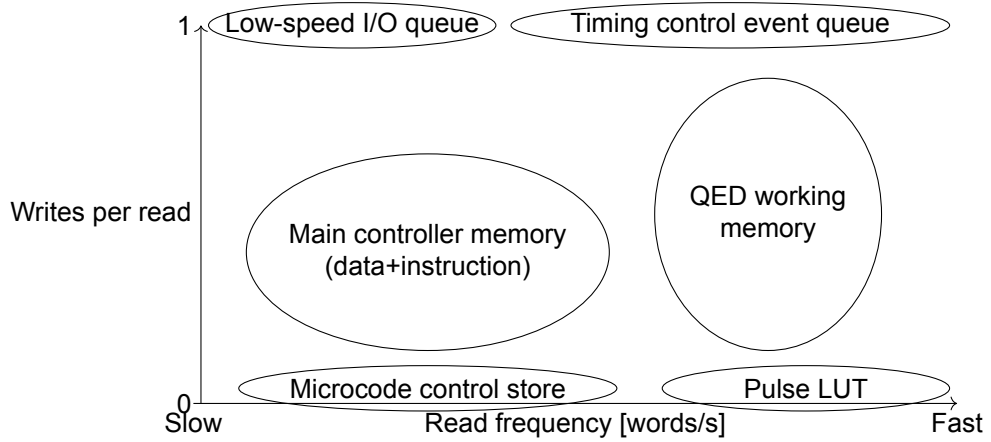 1
Low-speed I/O queue
Timing control event queue
Writes per read
Main controller memory
(data+instruction)
QED working
memory
Microcode control store
Pulse LUT
0
Slow
Read frequency [words/s]
Fast